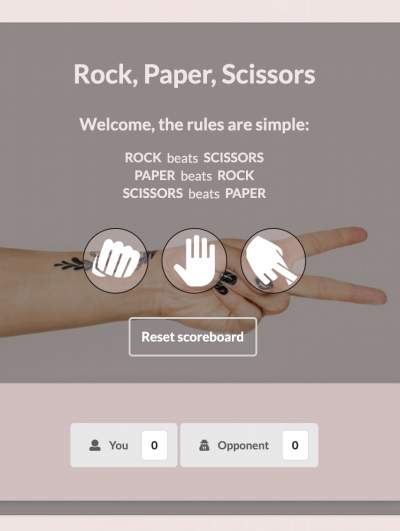 Rock, Paper, Scissors
Welcome, the rules are simple:
ROCK beats SCISSORS
PAPER beats ROCK
SCISSORS beats PAPER
Reset scoreboard
You 0 Opponent 0